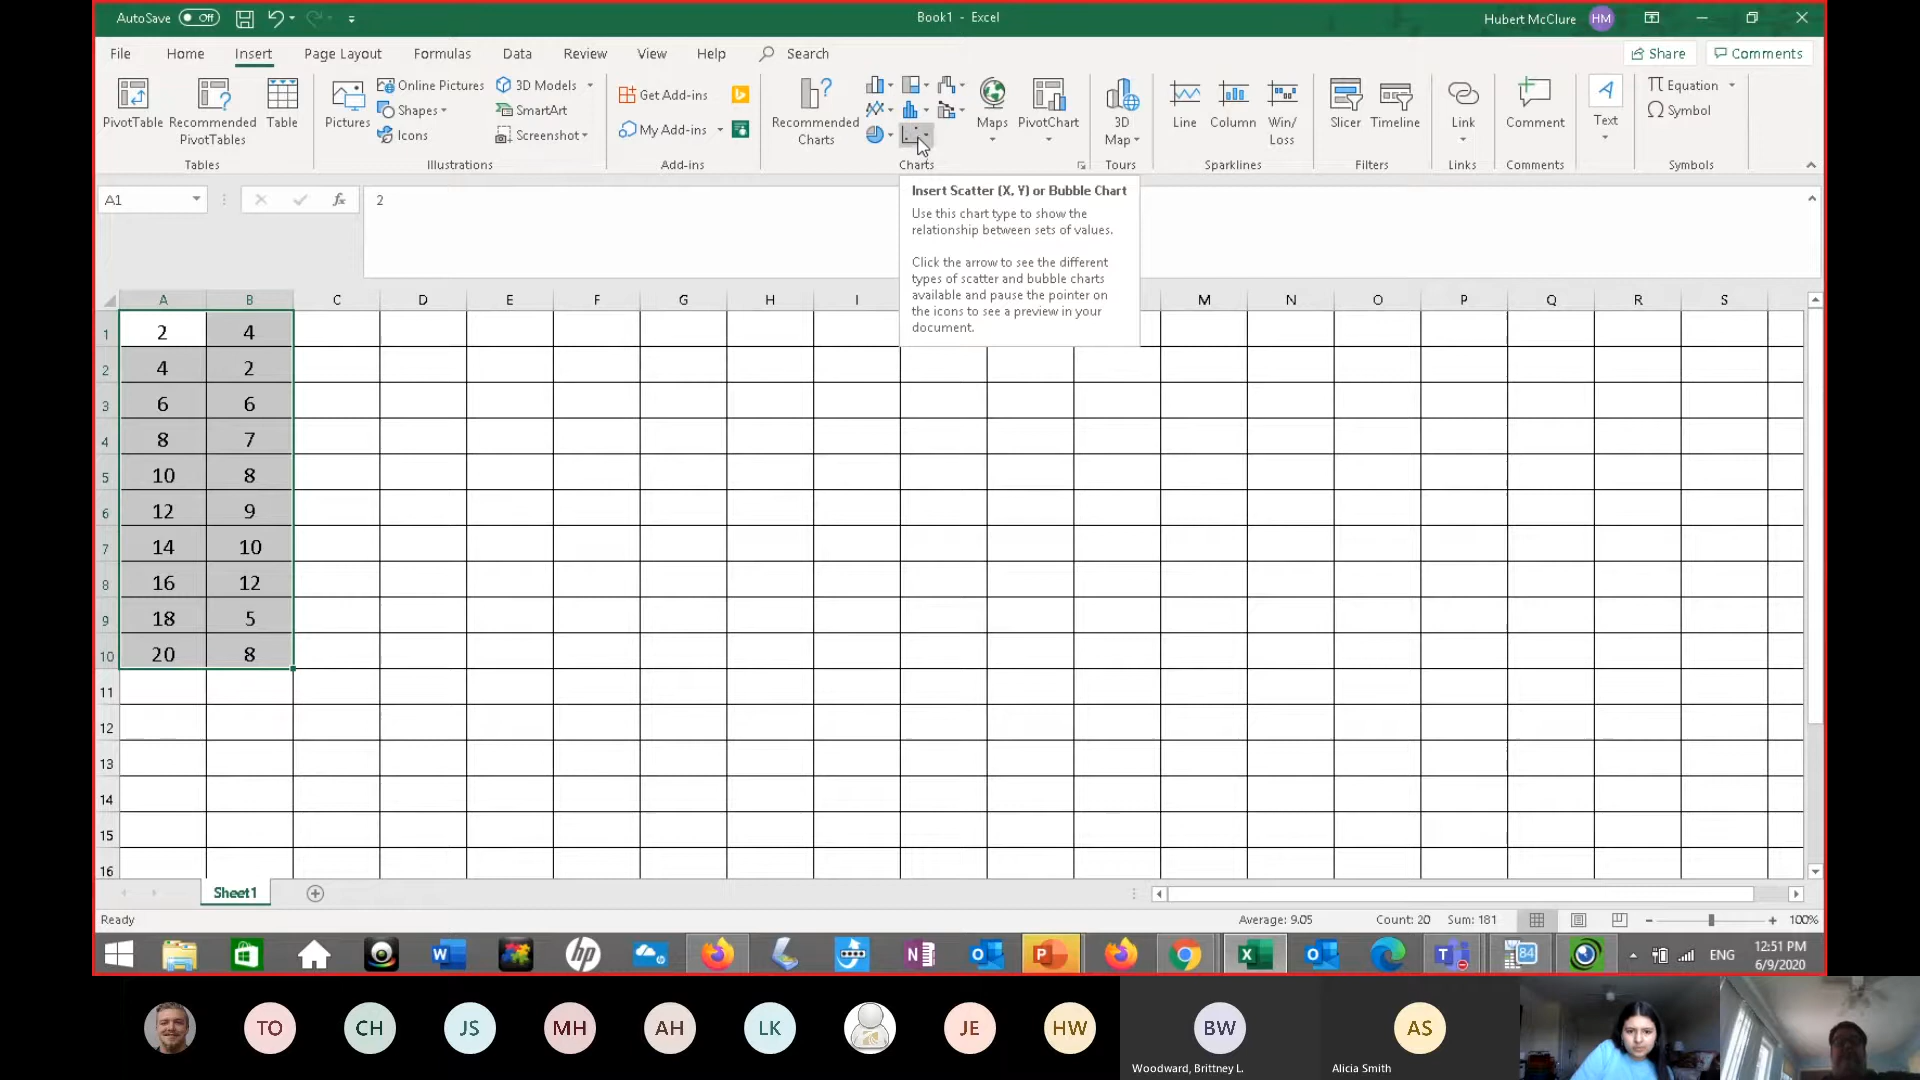 AutoSave Off
Book1 - Excel
Hubert McClure HM
File Home Insert Page Layout Formulas Data Review View Help Search
Share Comments
PivotTable
Recommended
PivotTables
Table
Tables
Pictures
Online Pictures
Shapes
Icons
3D Models
SmartArt
Screenshot
Illustrations
Get Add-ins
My Add-ins
Add-ins
Recommended
Charts
Maps
PivotChart
Charts
3D
Map
Tours
Line
Column
Win/
Loss
Sparklines
Slicer
Timeline
Filters
Link
Links
Comment
Comments
Text
Equation
Symbol
Symbols
A1
fx
2
Insert Scatter (X, Y) or Bubble Chart
Use this chart type to show the
relationship between sets of values.
Click the arrow to see the different
types of scatter and bubble charts
available and pause the pointer on
the icons to see a preview in your
document.
A B C D E F G H I M N O P Q R S
1 2 4
2 4 2
3 6 6
4 8 7
5 10 8
6 12 9
7 14 10
8 16 12
9 18 5
10 20 8
11
12
13
14
15
16
Sheet1
Ready
Average: 9.05 Count: 20 Sum: 181
100%
ENG
12:51 PM
6/9/2020
TO CH JS MH AH LK JE HW BW AS
Woodward, Brittney L.
Alicia Smith